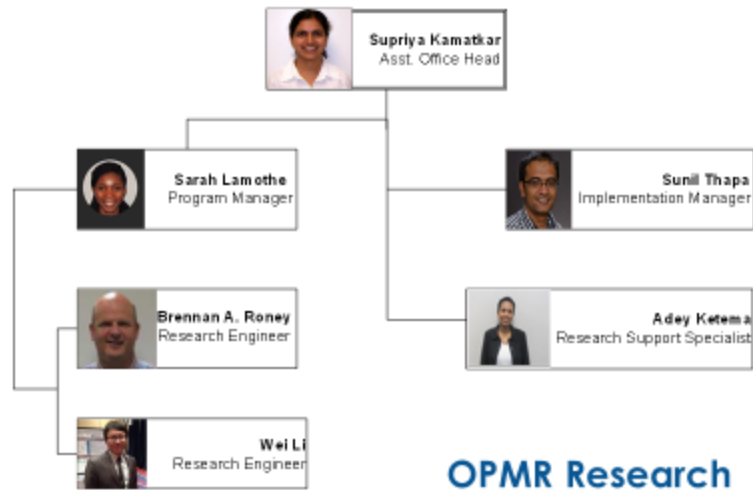 Supriya Kamatkar
Asst. Office Head
Sarah Lamothe
Program Manager
Sunil Thapa
Implementation Manager
Brennan A. Roney
Research Engineer
Adey Ketema
Research Support Specialist
Wei Li
Research Engineer
OPMR Research